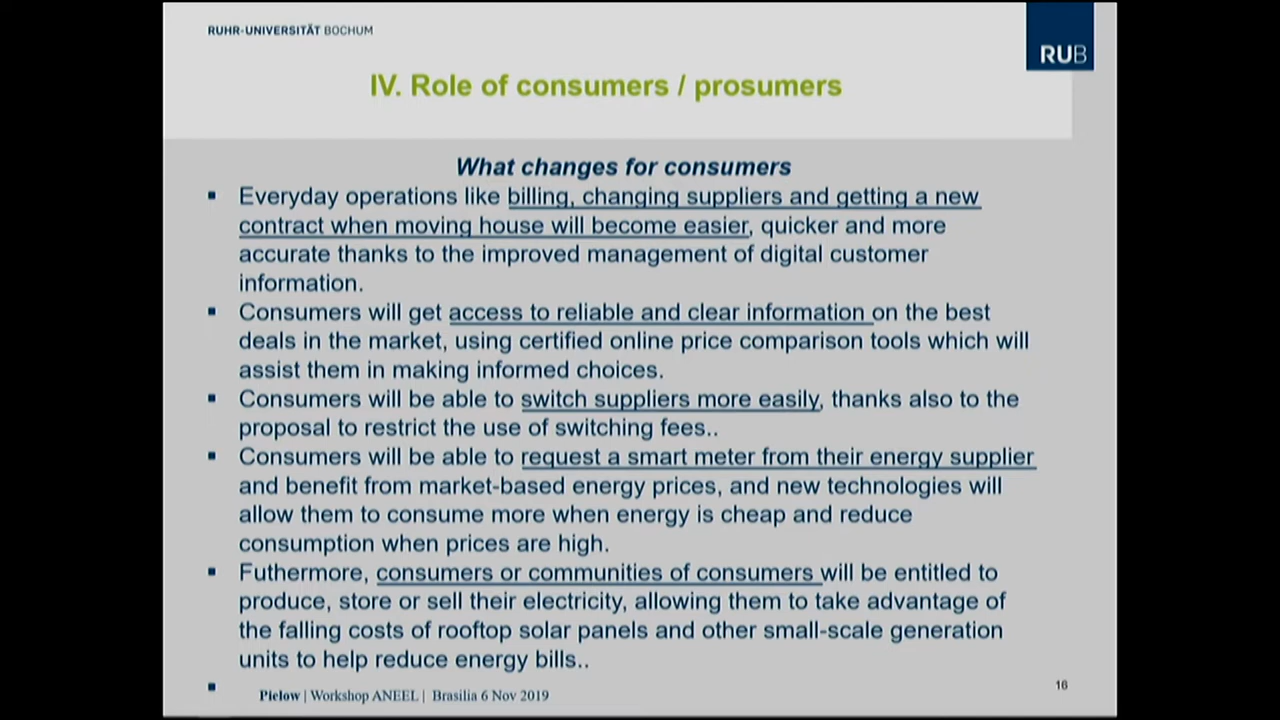 RUHR-UNIVERSITÄT BOCHUM
RUB
IV. Role of consumers / prosumers
What changes for consumers
▪ Everyday operations like billing, changing suppliers and getting a new
contract when moving house will become easier, quicker and more
accurate thanks to the improved management of digital customer
information.
▪ Consumers will get access to reliable and clear information on the best
deals in the market, using certified online price comparison tools which will
assist them in making informed choices.
▪ Consumers will be able to switch suppliers more easily, thanks also to the
proposal to restrict the use of switching fees..
▪ Consumers will be able to request a smart meter from their energy supplier
and benefit from market-based energy prices, and new technologies will
allow them to consume more when energy is cheap and reduce
consumption when prices are high.
▪ Futhermore, consumers or communities of consumers will be entitled to
produce, store or sell their electricity, allowing them to take advantage of
the falling costs of rooftop solar panels and other small-scale generation
units to help reduce energy bills..
▪
Pielow | Workshop ANEEL | Brasilia 6 Nov 2019
16